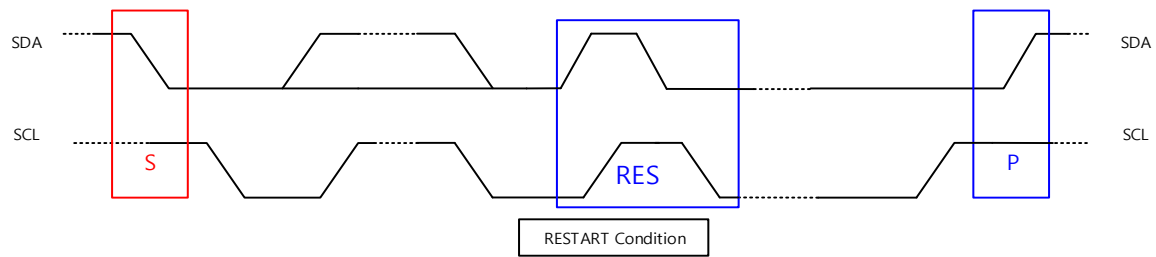 SDA
SDA
SCL
SCL
S
RES
P
RESTART Condition